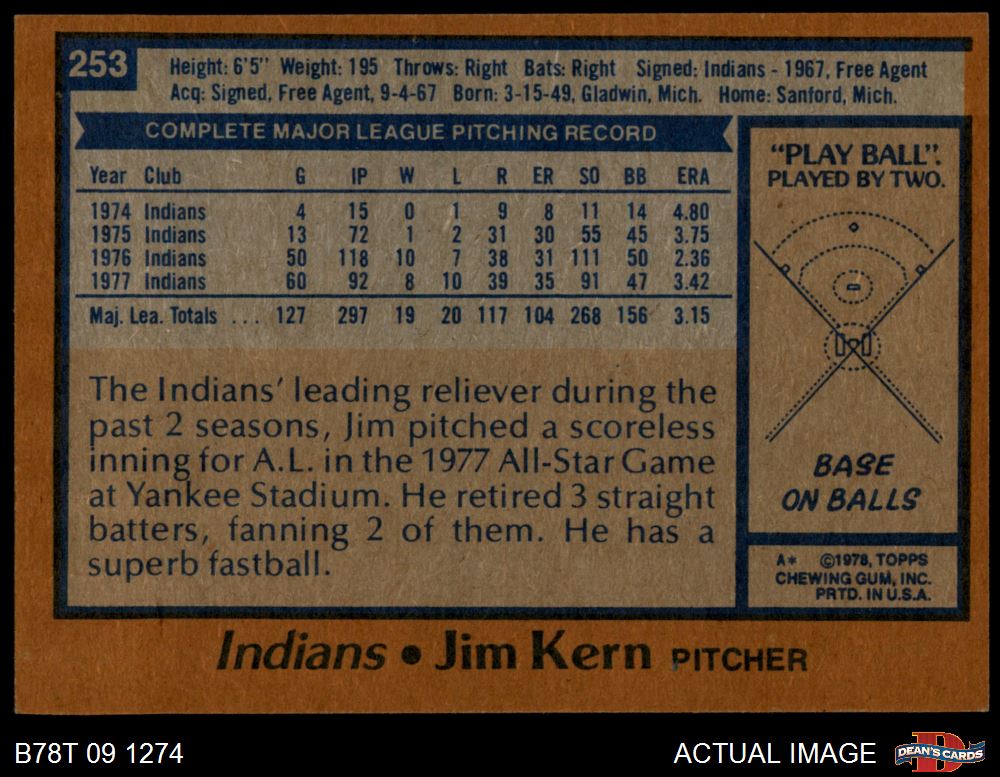 253
Height: 6'5" Weight: 195 Throws: Right Bats: Right Signed: Indians - 1967, Free Agent
Acq: Signed, Free Agent, 9-4-67 Born: 3-15-49, Gladwin, Mich. Home: Sanford, Mich.
COMPLETE MAJOR LEAGUE PITCHING RECORD
Year Club G IP W L R ER SO BB ERA
1974 Indians 4 15 0 1 9 8 11 14 4.80
1975 Indians 13 72 1 2 31 30 55 45 3.75
1976 Indians 50 118 10 7 38 31 111 50 2.36
1977 Indians 60 92 8 10 39 35 91 47 3.42
Maj. Lea. Totals ... 127 297 19 20 117 104 268 156 3.15
The Indians' leading reliever during the
past 2 seasons, Jim pitched a scoreless
inning for A.L. in the 1977 All-Star Game
at Yankee Stadium. He retired 3 straight
batters, fanning 2 of them. He has a
superb fastball.
"PLAY BALL".
PLAYED BY TWO.
BASE
ON BALLS
A* ©1978, TOPPS
CHEWING GUM, INC.
PRTD. IN U.S.A.
Indians • Jim Kern PITCHER
B78T 09 1274
ACTUAL IMAGE
D
DEAN'S CARDS